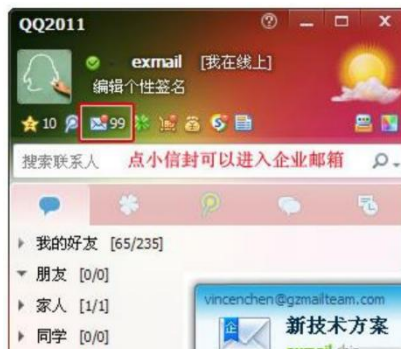 QQ2011
exmail [我在线上]
编辑个性签名
10 99
搜索联系人 点小信封可以进入企业邮箱
我的好友 [65/235]
朋友 [0/0]
家人 [1/1]
同学 [0/0]
vincenchen@gzmailteam.com
企 新技术方案